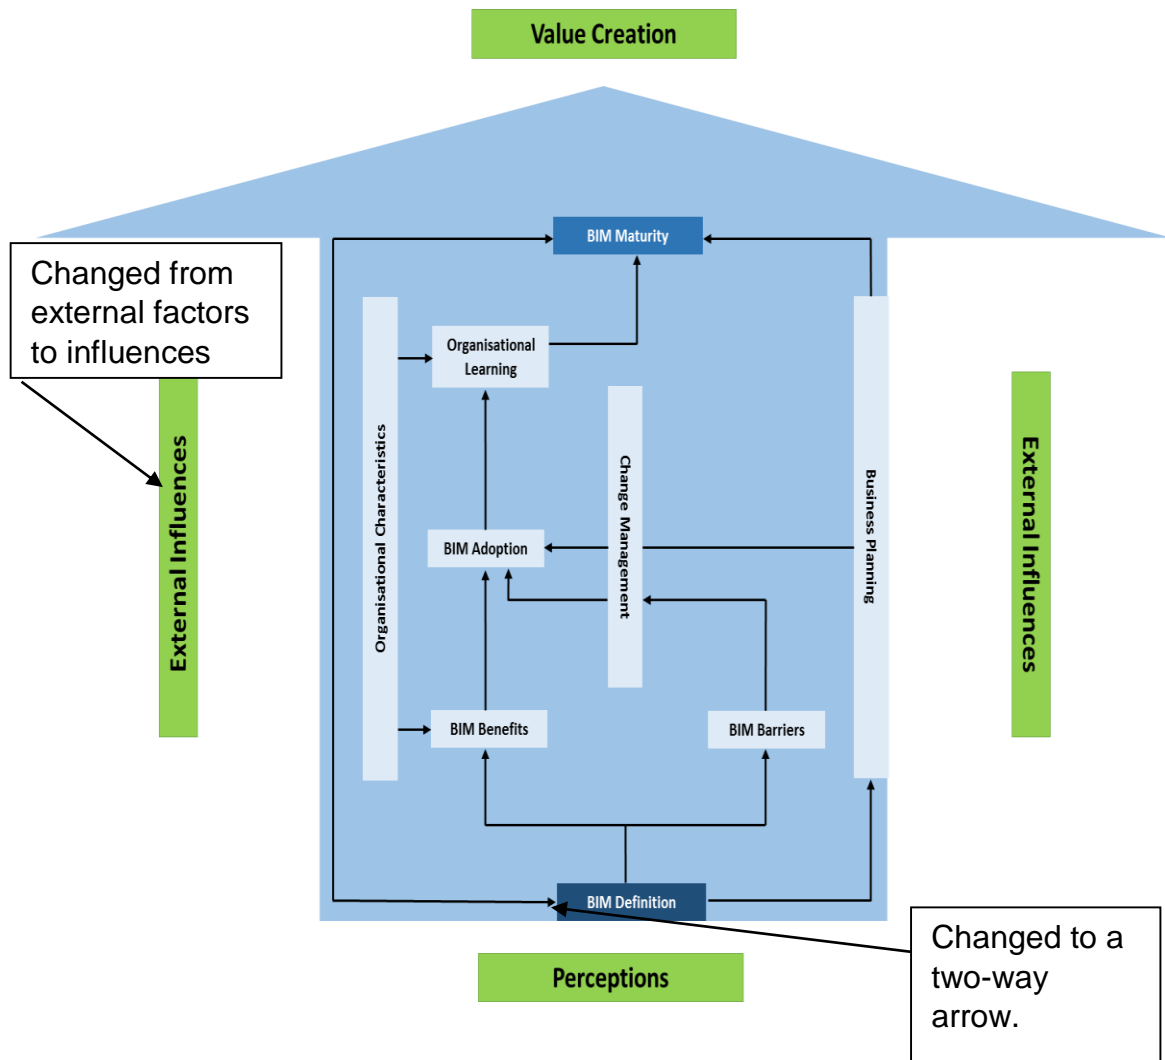 Value Creation
BIM Maturity
Changed from
external factors
to influences
Organisational
Learning
External Influences
Organisational Characteristics
Change Management
Business Planning
External Influences
BIM Adoption
BIM Benefits
BIM Barriers
BIM Definition
Changed to a
two-way
arrow.
Perceptions